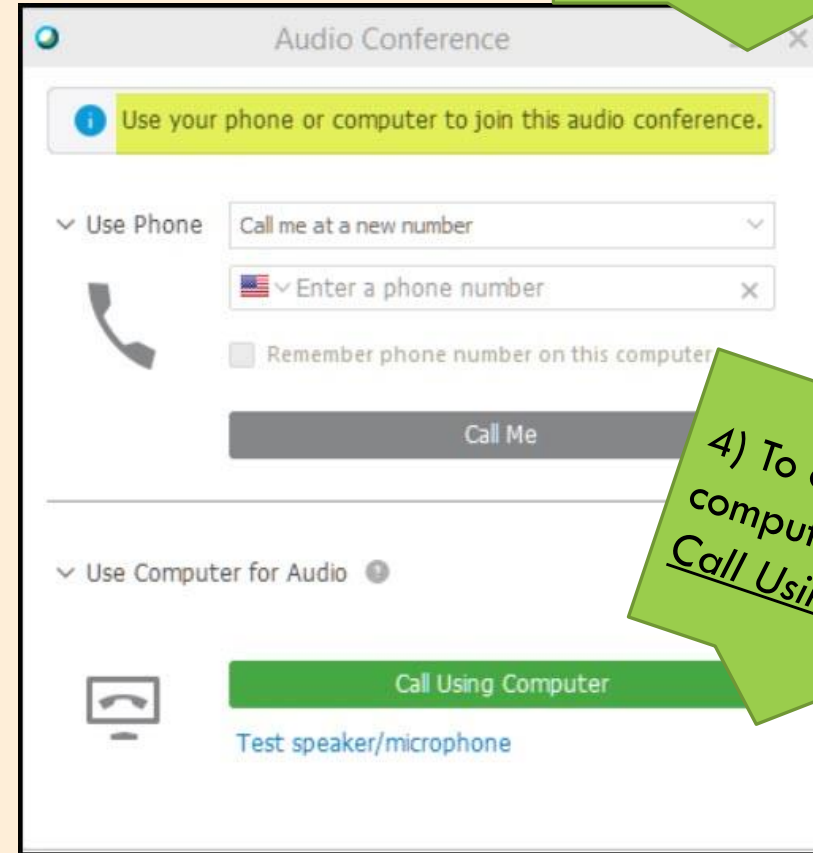 Audio Conference
Use your phone or computer to join this audio conference.
Use Phone
Call me at a new number
Enter a phone number
Remember phone number on this computer
Call Me
4) To
Call
Use Computer for Audio
Call Using Computer
Test speaker/microphone